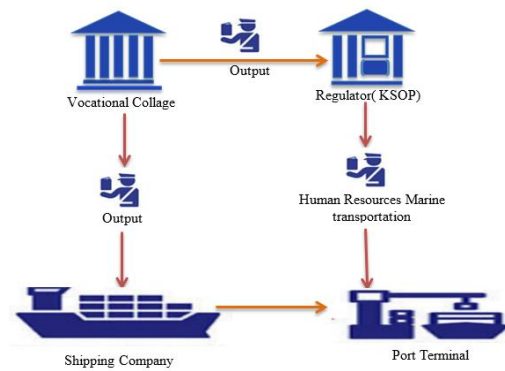 Output
Vocational Collage
Regulator( KSOP)
Output
Human Resources Marine
transportation
Shipping Company
Port Terminal